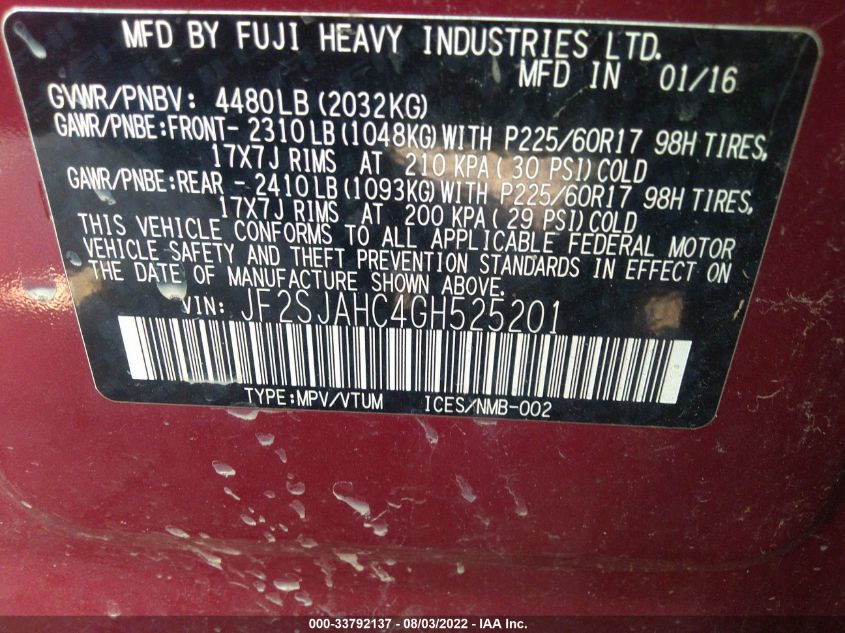 MFD BY FUJI HEAVY INDUSTRIES LTD.
MFD IN 01/16
GVWR/PNBV: 4480LB (2032KG)
GAWR/PNBE:FRONT- 2310LB(1048KG)WITH P225/60R17 98H TIRES,
17X7J RIMS AT 210 KPA(30 PSI)COLD
GAWR/PNBE:REAR - 2410LB(1093KG)WITH P225/60R17 98H TIRES,
17X7J RIMS AT 200 KPA(29 PSI)COLD
THIS VEHICLE CONFORMS TO ALL APPLICABLE FEDERAL MOTOR
VEHICLE SAFETY AND THEFT PREVENTION STANDARDS IN EFFECT ON
THE DATE OF MANUFACTURE SHOWN ABOVE.
VIN: JF2SJAHC4GH525201
TYPE:MPV/VTUM ICES/NMB-002
000-33792137 - 08/03/2022 - IAA Inc.